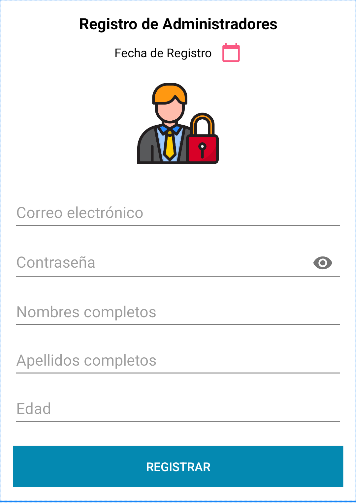 Registro de Administradores
Fecha de Registro
Correo electrónico
Contraseña
Nombres completos
Apellidos completos
Edad
REGISTRAR